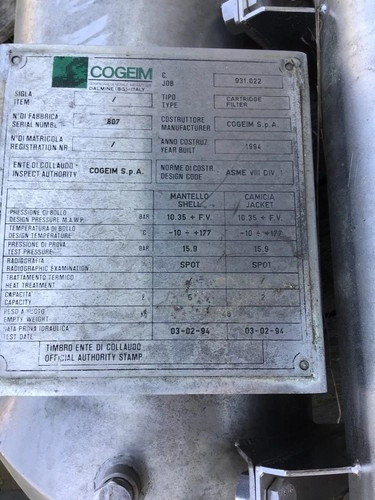 COGEIM
DALMINE (BG)-ITALY
C. JOB 931.022
SIGLA
ITEM /
TIPO
TYPE CARTRIDGE
FILTER
N° DI FABBRICA
SERIAL NUMBER 807
COSTRUTTORE
MANUFACTURER COGEIM S.p.A.
N° DI MATRICOLA
REGISTRATION NR /
ANNO COSTRUZ
YEAR BUILT 1994
ENTE DI COLLAUDO
INSPECT AUTHORITY COGEIM S.p.A.
NORME DI COSTR
DESIGN CODE ASME VIII DIV. 1
MANTELLO
SHELL
CAMICIA
JACKET
PRESSIONE DI BOLLO
DESIGN PRESSURE M.A.W.P. BAR 10.35 + F.V. 10.35 + F.V.
TEMPERATURA DI BOLLO
DESIGN TEMPERATURE °C -10 ÷ +177 -10 ÷ +177
PRESSIONE DI PROVA
TEST PRESSURE BAR 15.9 15.9
RADIOGRAFIA
RADIOGRAPHIC EXAMINATION SPOT SPOT
TRATTAMENTO TERMICO
HEAT TREATMENT
CAPACITA
CAPACITY
PESO A VUOTO
EMPTY WEIGHT 48
DATA PROVA IDRAULICA
TEST DATE 03-02-94 03-02-94
TIMBRO ENTE DI COLLAUDO
OFFICIAL AUTHORITY STAMP